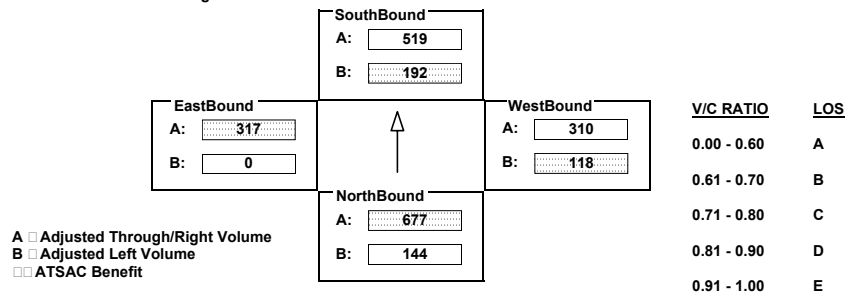 SouthBound
A: 519
B: 192
EastBound
A: 317
B: 0
WestBound
A: 310
B: 118
NorthBound
A: 677
B: 144
A □ Adjusted Through/Right Volume
B □ Adjusted Left Volume
□□ ATSAC Benefit
V/C RATIO LOS
0.00 - 0.60 A
0.61 - 0.70 B
0.71 - 0.80 C
0.81 - 0.90 D
0.91 - 1.00 E